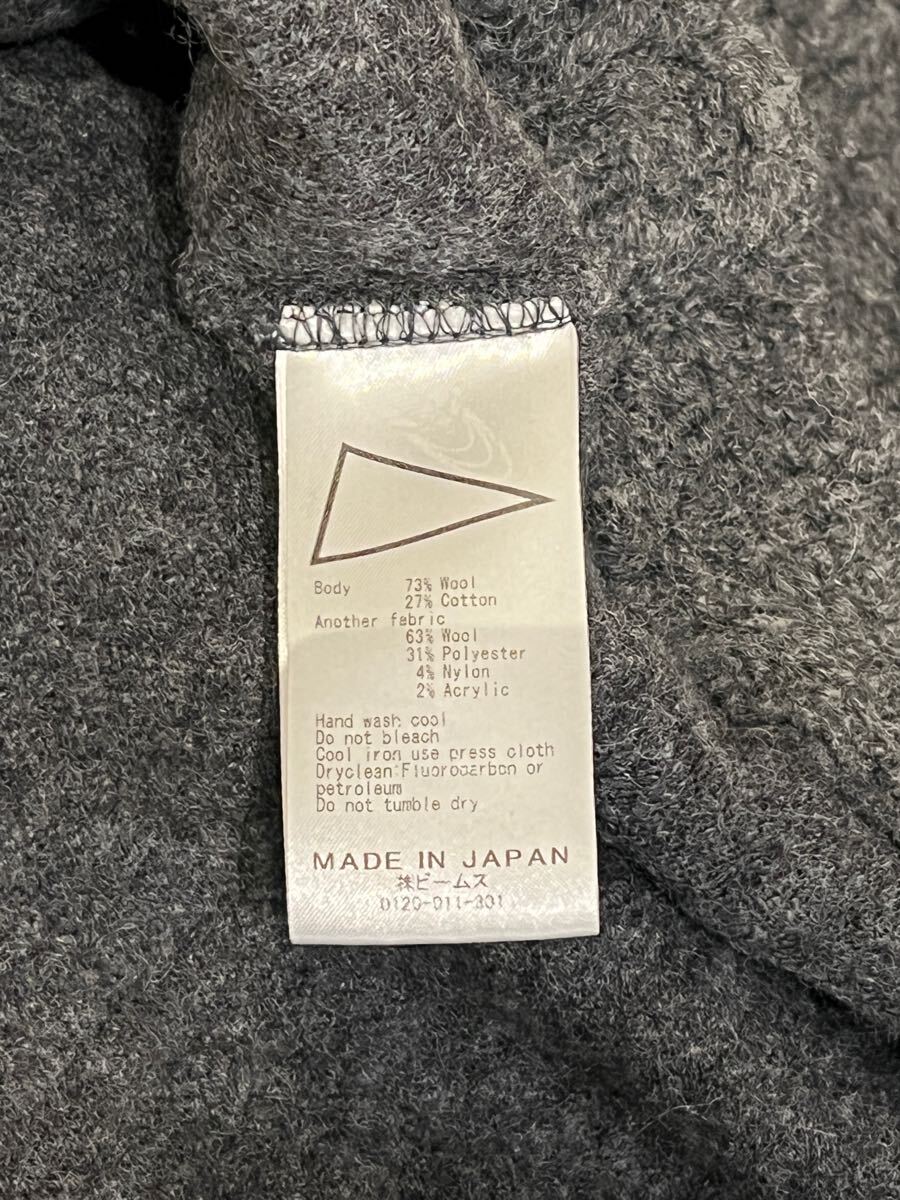 Body 73% Wool
27% Cotton
Another fabric
63% Wool
31% Polyester
4% Nylon
2% Acrylic
Hand wash cool
Do not bleach
Cool iron use press cloth
Dryclean:Fluorocarbon or
petroleum
Do not tumble dry
MADE IN JAPAN
㈱ビームス
0120-011-301